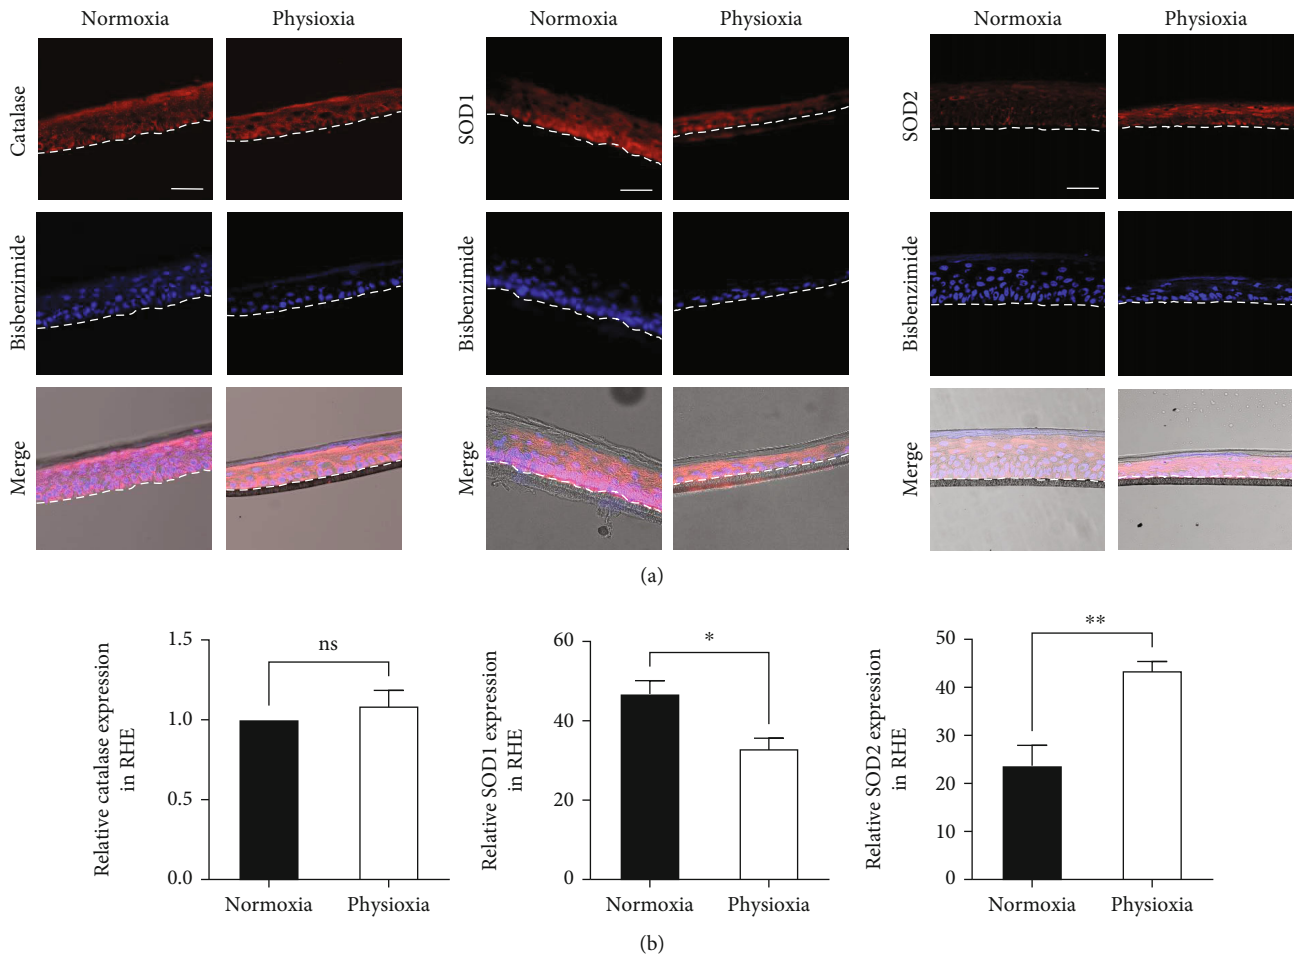 Normoxia Physioxia Normoxia Physioxia Normoxia Physioxia
Catalase
SOD1
SOD2
Bisbenzimide
Bisbenzimide
Bisbenzimide
Merge
Merge
Merge
(a)
Relative catalase expression
in RHE
1.5
1.0
0.5
0.0
ns
Normoxia Physioxia
Relative SOD1 expression
in RHE
60
40
20
0
*
Normoxia Physioxia
Relative SOD2 expression
in RHE
50
40
30
20
10
0
**
Normoxia Physioxia
(b)